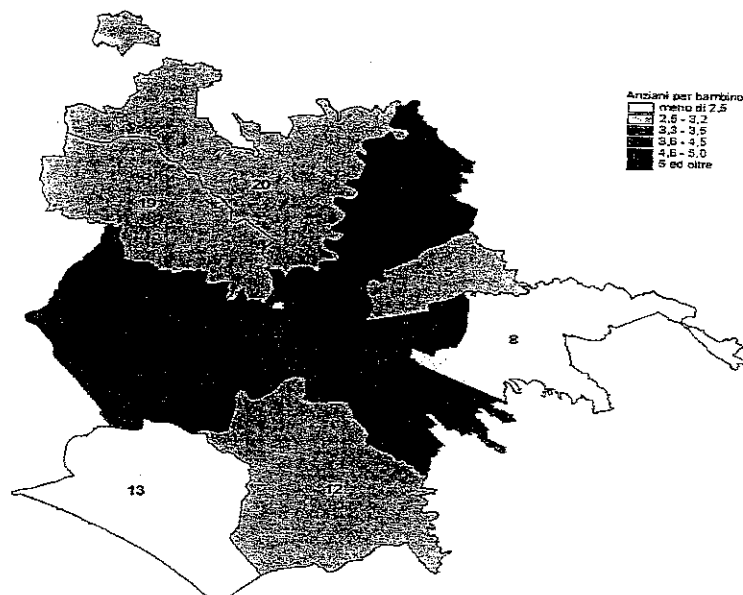 Anziani per bambino
meno di 2,5
2,5 - 3,2
3,3 - 3,5
3,6 - 4,5
4,6 - 5,0
5 ed oltre
20
19
8
13
12